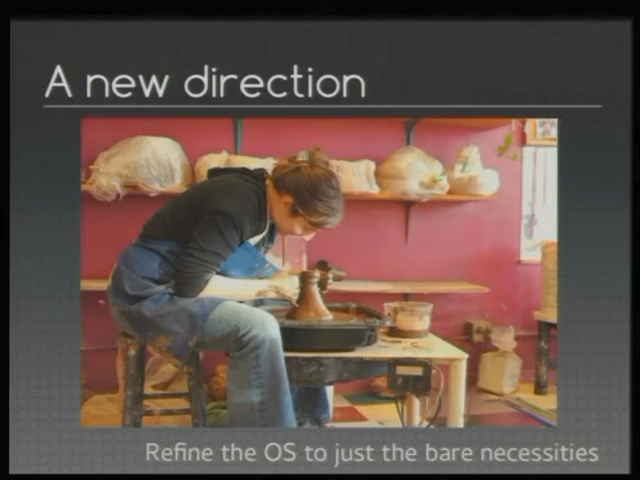 A new direction
Refine the OS to just the bare necessities